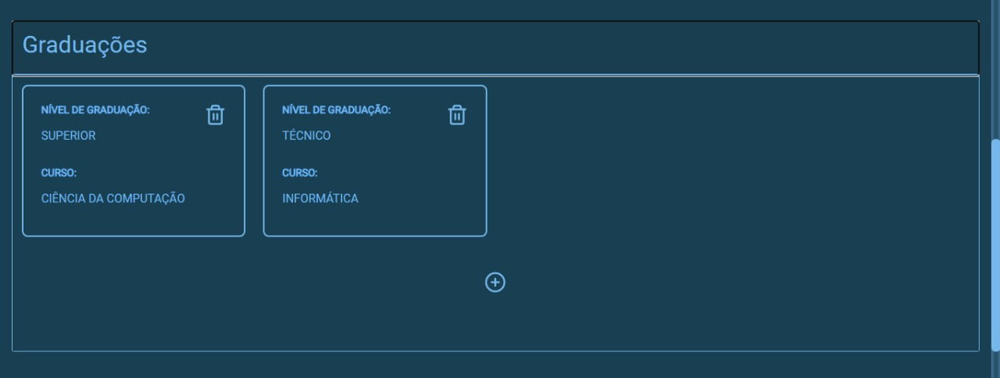 Graduações
NÍVEL DE GRADUAÇÃO:
SUPERIOR
CURSO:
CIÊNCIA DA COMPUTAÇÃO
NÍVEL DE GRADUAÇÃO:
TÉCNICO
CURSO:
INFORMÁTICA